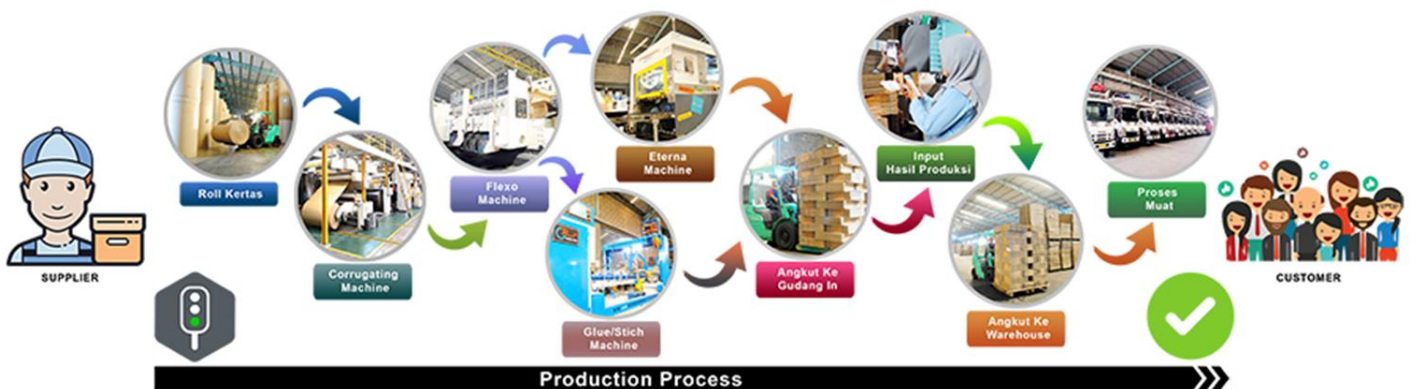 SUPPLIER
Roll Kertas
Corrugating
Machine
Flexo
Machine
Eterna
Machine
Glue/Stich
Machine
Angkut Ke
Gudang In
Input
Hasil Produksi
Angkut Ke
Warehouse
Proses
Muat
CUSTOMER
Production Process